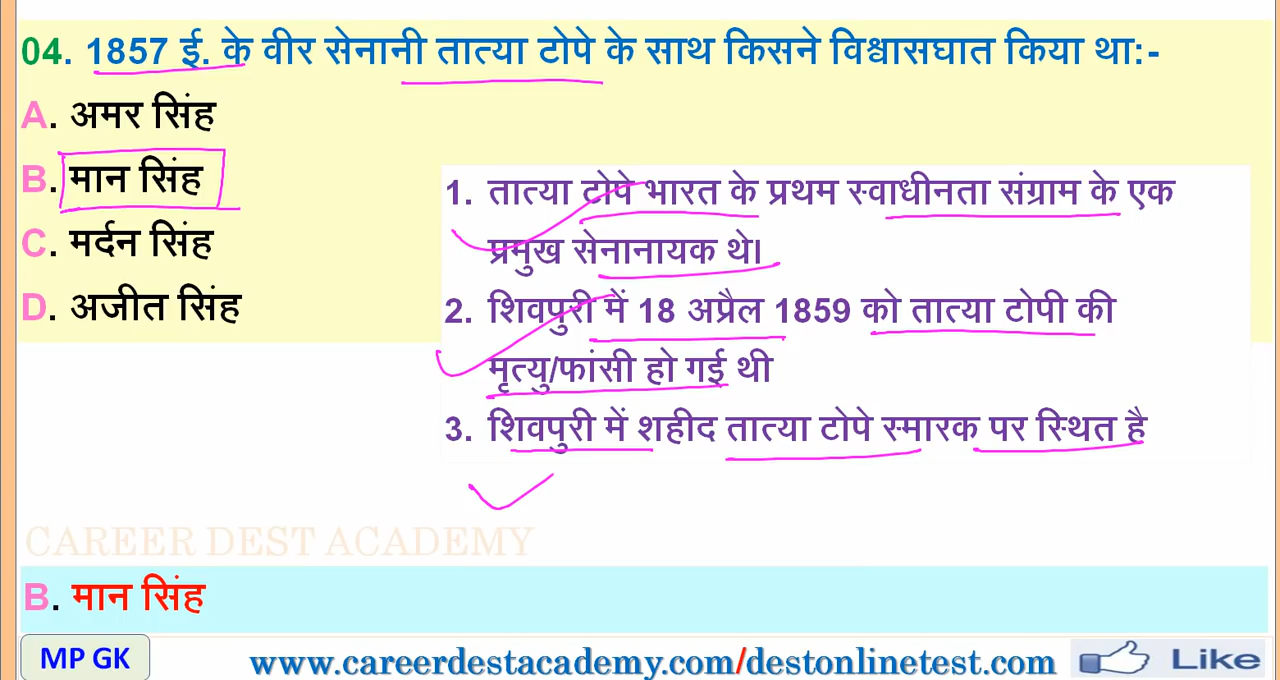 04. 1857 ई. के वीर सेनानी तात्या टोपे के साथ किसने विश्वासघात किया था:-
A. अमर सिंह
B. मान सिंह
C. मर्दन सिंह
D. अजीत सिंह
1. तात्या टोपे भारत के प्रथम स्वाधीनता संग्राम के एक
प्रमुख सेनानायक थे।
2. शिवपुरी में 18 अप्रैल 1859 को तात्या टोपी की
मृत्यु/फांसी हो गई थी
3. शिवपुरी में शहीद तात्या टोपे स्मारक पर स्थित है
CAREER DEST ACADEMY
B. मान सिंह
MP GK
www.careerdestacademy.com/destonlinetest.com
Like